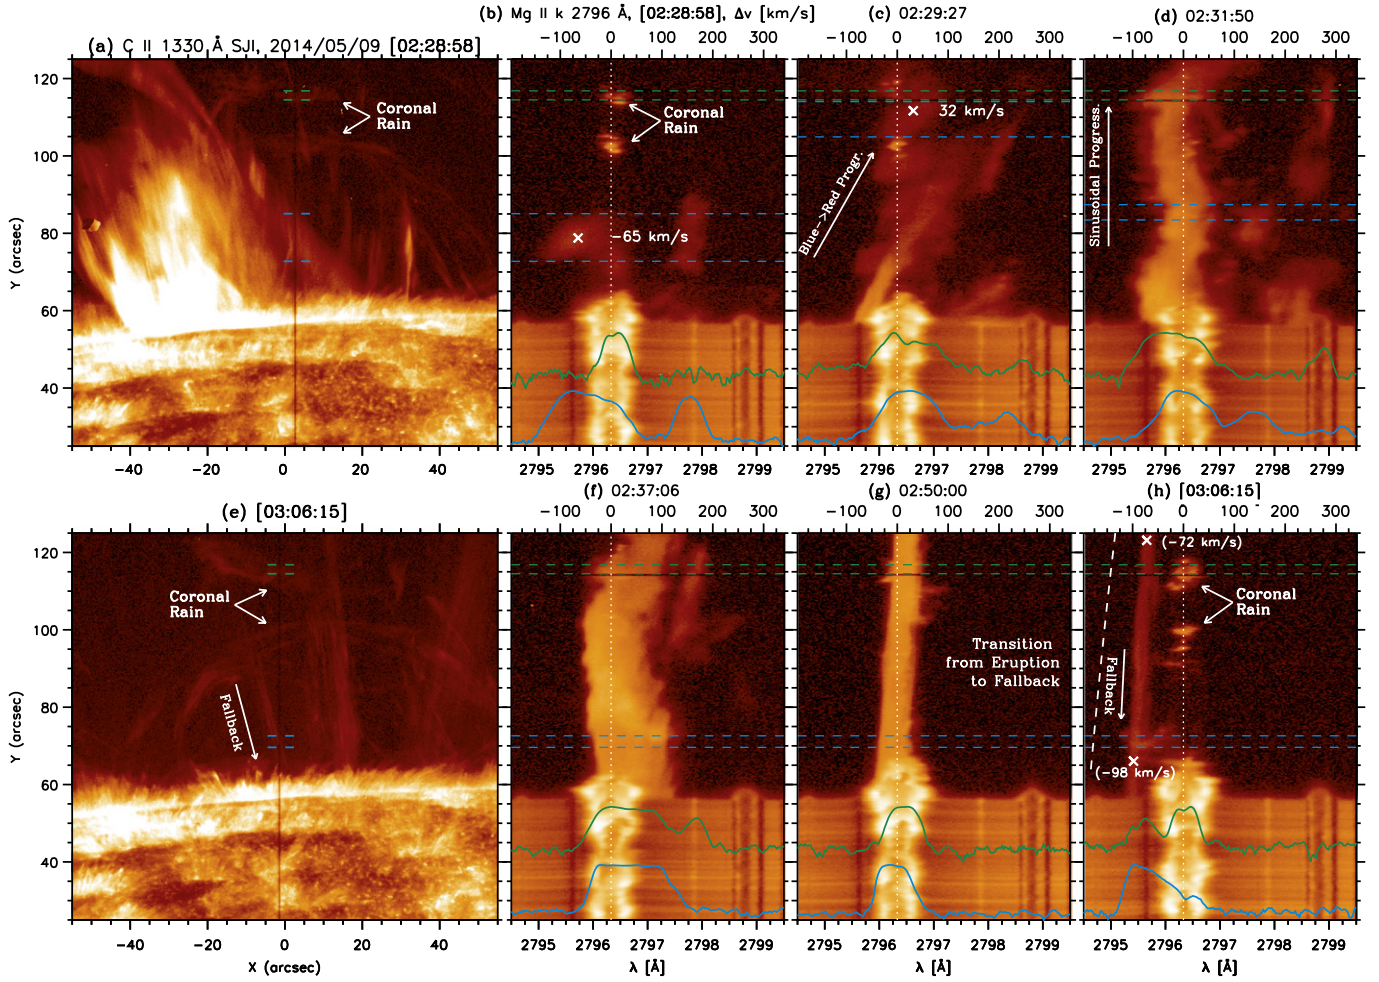 (b) Mg II k 2796 Å, [02:28:58], Δv [km/s]
(c) 02:29:27
(d) 02:31:50
(a) C II 1330 Å SJI, 2014/05/09 [02:28:58]
−100 0 100 200 300
−100 0 100 200 300
−100 0 100 200 300
120
100
80
60
40
Y (arcsec)
Coronal
Rain
Coronal
Rain
−65 km/s
32 km/s
Blue->Red Progr.
Sinusoidal Progress.
−40 −20 0 20 40
2795 2796 2797 2798 2799
2795 2796 2797 2798 2799
2795 2796 2797 2798 2799
(e) [03:06:15]
(f) 02:37:06
(g) 02:50:00
(h) [03:06:15]
−100 0 100 200 300
−100 0 100 200 300
−100 0 100 200 300
120
100
80
60
40
Y (arcsec)
Coronal
Rain
Fallback
Transition
from Eruption
to Fallback
(−72 km/s)
Coronal
Rain
Fallback
(−98 km/s)
−40 −20 0 20 40
X (arcsec)
2795 2796 2797 2798 2799
λ [Å]
2795 2796 2797 2798 2799
λ [Å]
2795 2796 2797 2798 2799
λ [Å]